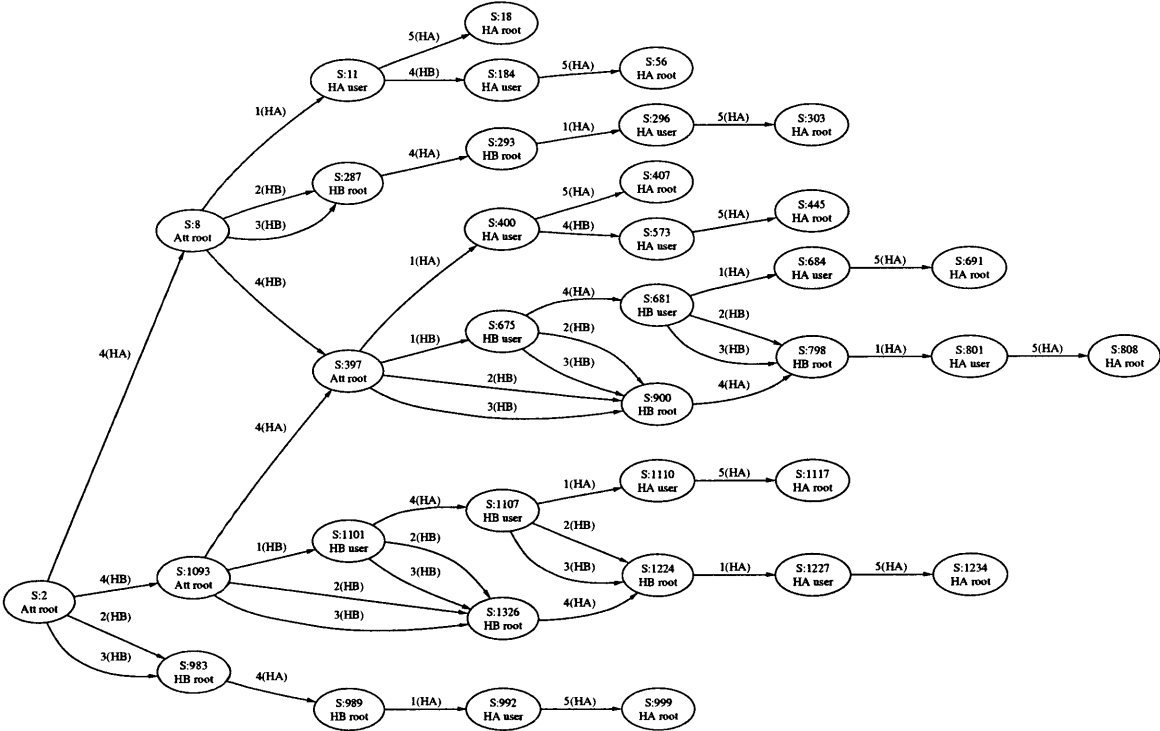 S:18
HA root
5(HA)
S:11
HA user
4(HB)
S:184
HA user
5(HA)
S:56
HA root
1(HA)
S:287
HB root
4(HA)
S:293
HB root
1(HA)
S:296
HA user
5(HA)
S:303
HA root
2(HB)
3(HB)
S:8
Att root
4(HB)
S:400
HA user
5(HA)
S:407
HA root
4(HB)
S:573
HA user
5(HA)
S:445
HA root
1(HA)
4(HA)
S:397
Att root
1(HB)
S:675
HB user
4(HA)
S:681
HB user
1(HA)
S:684
HA user
5(HA)
S:691
HA root
2(HB)
3(HB)
2(HB)
3(HB)
S:798
HB root
1(HA)
S:801
HA user
5(HA)
S:808
HA root
2(HB)
3(HB)
S:900
HB root
4(HA)
4(HA)
S:1107
HB user
1(HA)
S:1110
HA user
5(HA)
S:1117
HA root
4(HA)
S:1101
HB user
2(HB)
3(HB)
2(HB)
3(HB)
S:1224
HB root
1(HA)
S:1227
HA user
5(HA)
S:1234
HA root
1(HB)
S:1093
Att root
2(HB)
3(HB)
S:1326
HB root
4(HA)
S:2
Att root
4(HB)
2(HB)
3(HB)
S:983
HB root
4(HA)
S:989
HB root
1(HA)
S:992
HA user
5(HA)
S:999
HA root